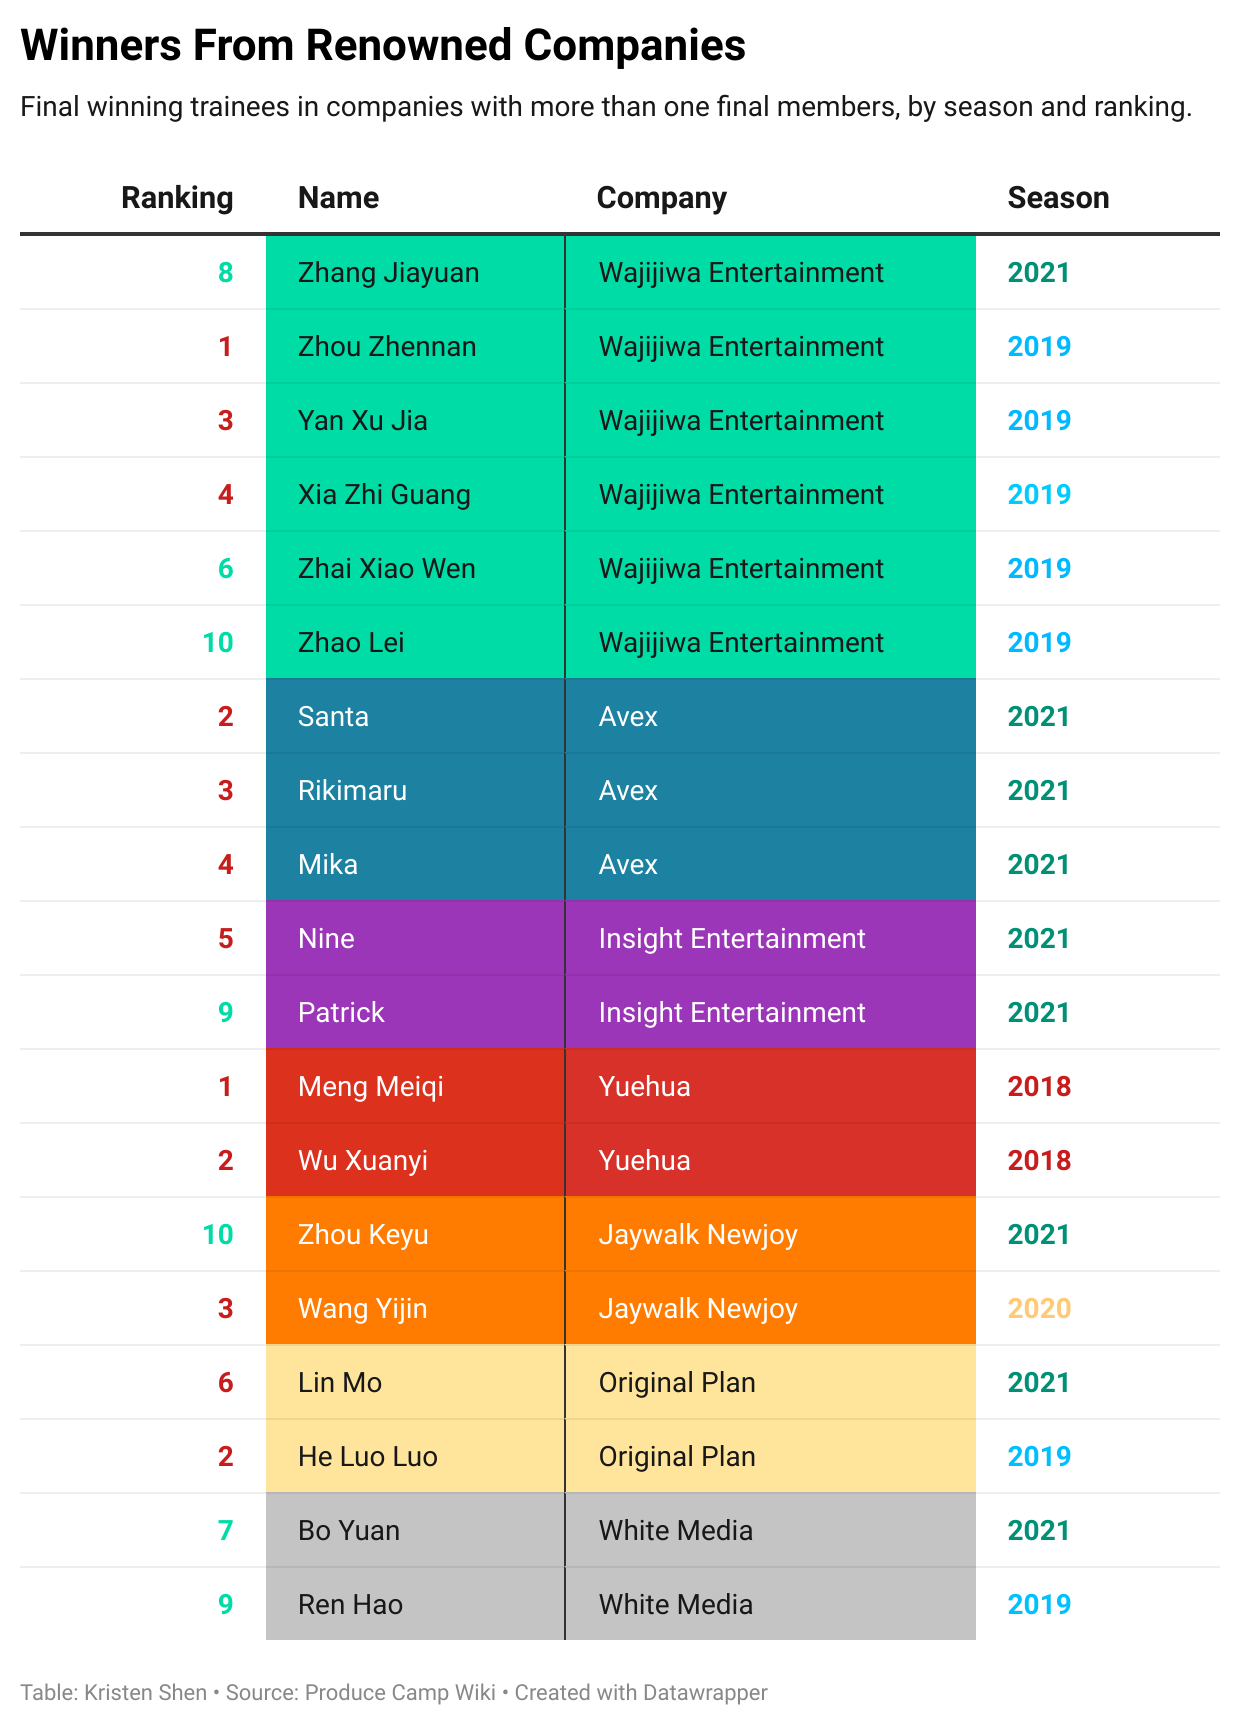 Winners From Renowned Companies
Final winning trainees in companies with more than one final members, by season and ranking.
Ranking Name Company Season
8 Zhang Jiayuan Wajijiwa Entertainment 2021
1 Zhou Zhennan Wajijiwa Entertainment 2019
3 Yan Xu Jia Wajijiwa Entertainment 2019
4 Xia Zhi Guang Wajijiwa Entertainment 2019
6 Zhai Xiao Wen Wajijiwa Entertainment 2019
10 Zhao Lei Wajijiwa Entertainment 2019
2 Santa Avex 2021
3 Rikimaru Avex 2021
4 Mika Avex 2021
5 Nine Insight Entertainment 2021
9 Patrick Insight Entertainment 2021
1 Meng Meiqi Yuehua 2018
2 Wu Xuanyi Yuehua 2018
10 Zhou Keyu Jaywalk Newjoy 2021
3 Wang Yijin Jaywalk Newjoy 2020
6 Lin Mo Original Plan 2021
2 He Luo Luo Original Plan 2019
7 Bo Yuan White Media 2021
9 Ren Hao White Media 2019
Table: Kristen Shen • Source: Produce Camp Wiki • Created with Datawrapper